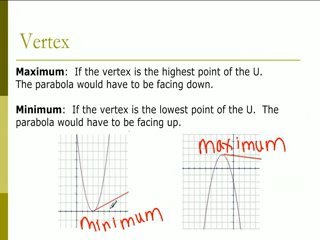 Vertex
Maximum: If the vertex is the highest point of the U.
The parabola would have to be facing down.
Minimum: If the vertex is the lowest point of the U. The
parabola would have to be facing up.
maximum
minimum